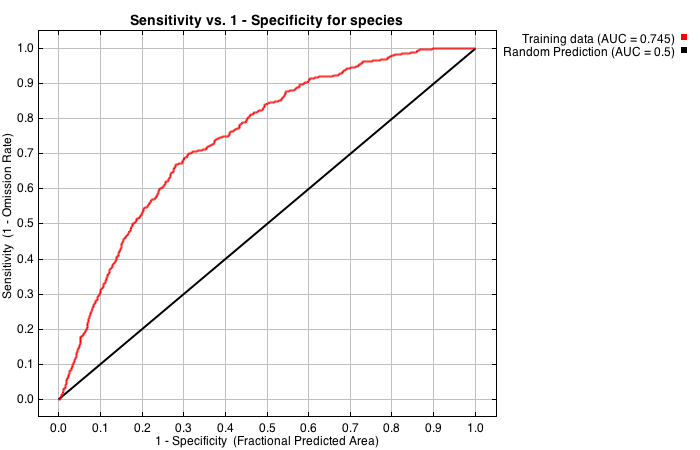 Sensitivity vs. 1 - Specificity for species
Training data (AUC = 0.745)
Random Prediction (AUC = 0.5)
Sensitivity (1 - Omission Rate)
1.0
0.9
0.8
0.7
0.6
0.5
0.4
0.3
0.2
0.1
0.0
0.0 0.1 0.2 0.3 0.4 0.5 0.6 0.7 0.8 0.9 1.0
1 - Specificity (Fractional Predicted Area)